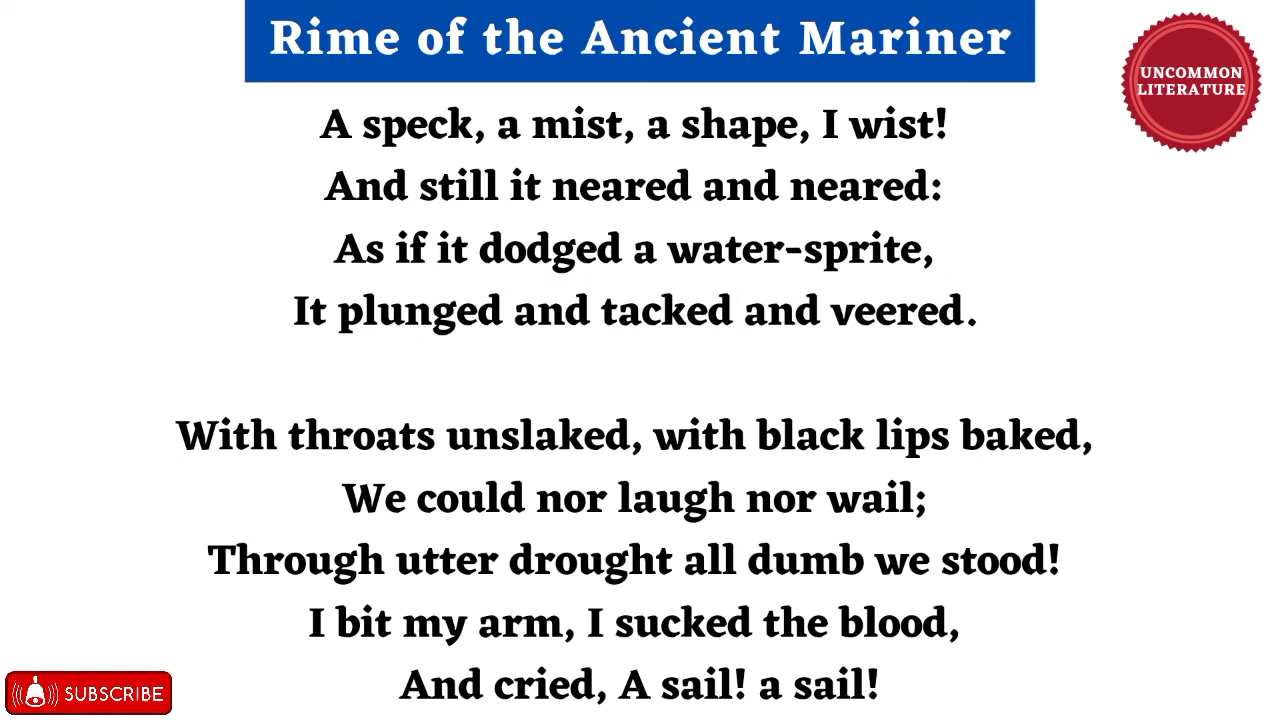 Rime of the Ancient Mariner
UNCOMMON
LITERATURE
A speck, a mist, a shape, I wist!
And still it neared and neared:
As if it dodged a water-sprite,
It plunged and tacked and veered.
With throats unslaked, with black lips baked,
We could nor laugh nor wail;
Through utter drought all dumb we stood!
I bit my arm, I sucked the blood,
And cried, A sail! a sail!
SUBSCRIBE